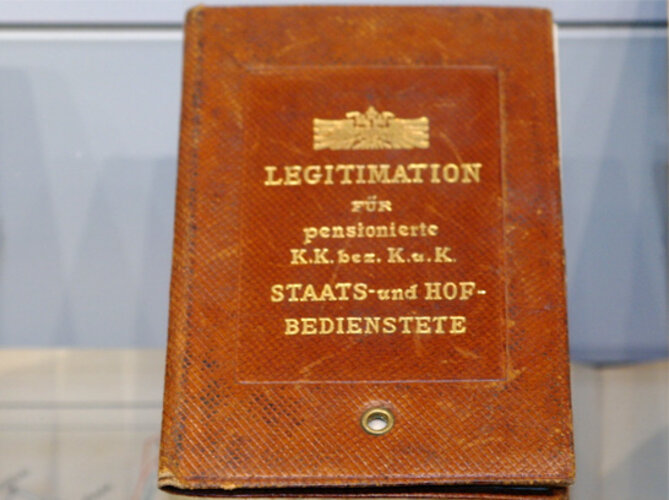 LEGITIMATION
FÜR
pensionierte
K.K. bez. K.u.K.
STAATS-und HOF-
BEDIENSTETE